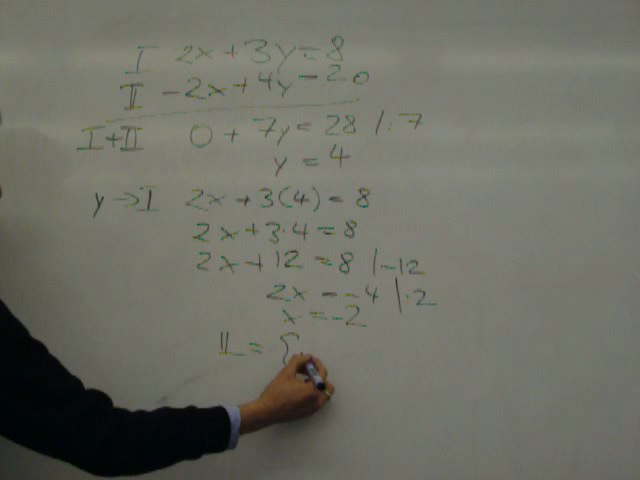 I 2x + 3y = 8
II -2x + 4y = 20
I+II 0 + 7y = 28 | : 7
y = 4
y → I 2x + 3(4) = 8
2x + 3·4 = 8
2x + 12 = 8 | -12
2x = -4 | :2
x = -2
𝕃 = {